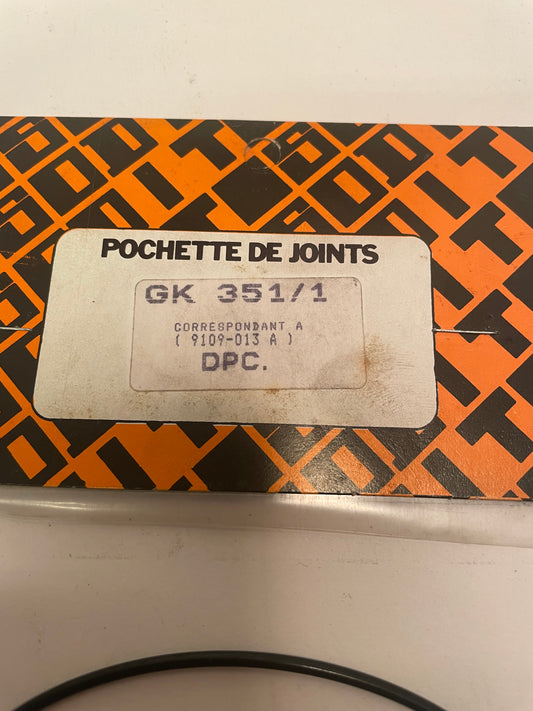 POCHETTE DE JOINTS
GK 351/1
CORRESPONDANT A
( 9109-013 A )
DPC.